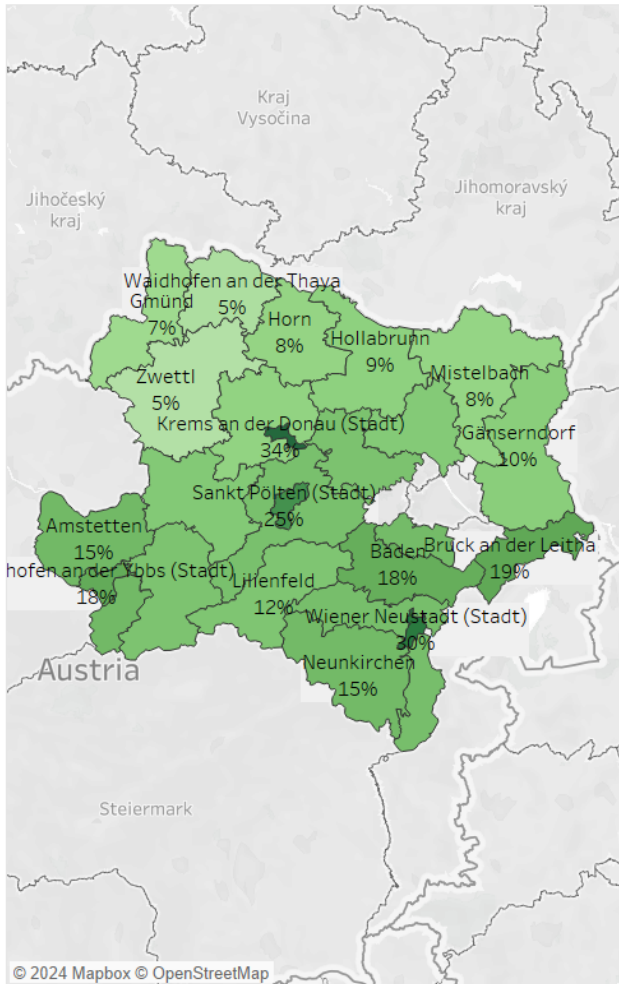 Kraj
Vysočina
Jihočeský
kraj
Jihomoravský
kraj
Waidhofen an der Thaya
5%
Gmünd
7%
Horn
8%
Hollabrunn
9%
Mistelbach
8%
Zwettl
5%
Krems an der Donau (Stadt)
34%
Gänserndorf
10%
Sankt Pölten (Stadt)
25%
Amstetten
15%
hofen an der Ybbs (Stadt)
18%
Lilienfeld
12%
Baden
18%
Bruck an der Leitha
19%
Wiener Neustadt (Stadt)
30%
Neunkirchen
15%
Austria
Steiermark
© 2024 Mapbox © OpenStreetMap